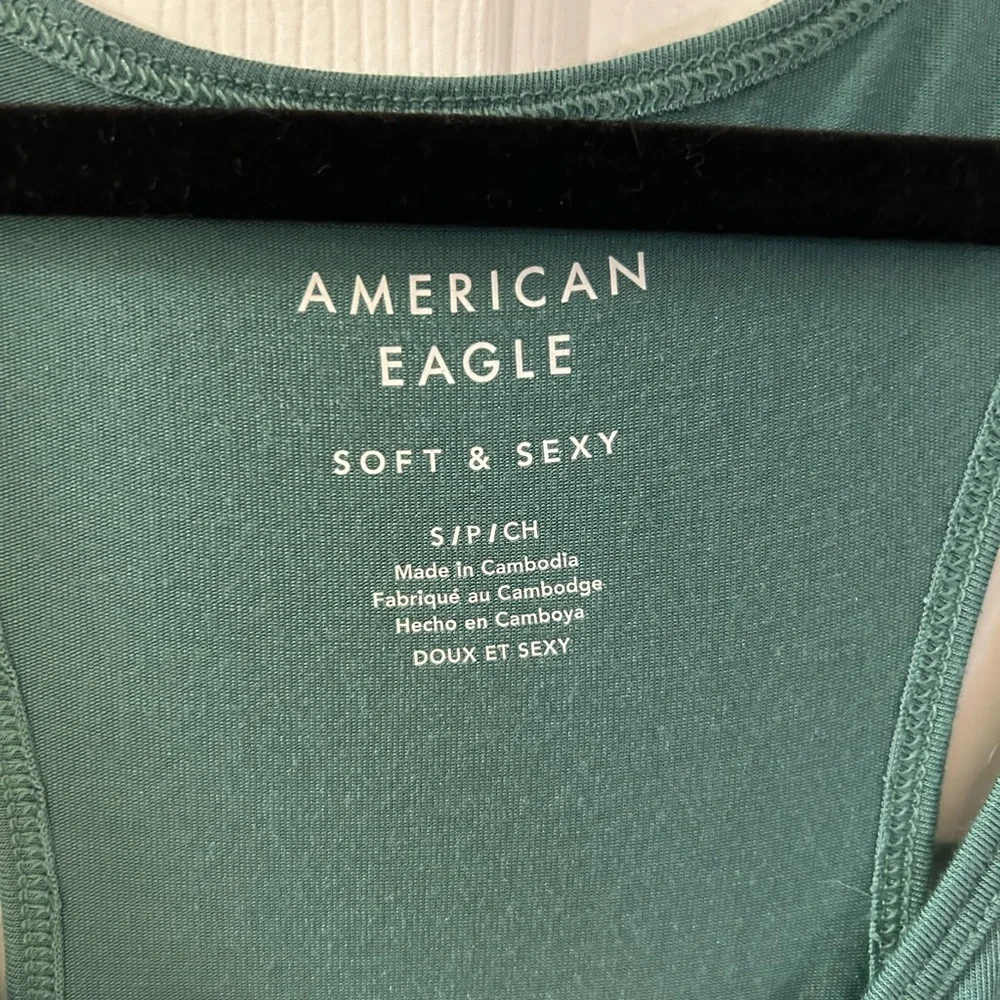 AMERICAN
EAGLE
SOFT & SEXY
S/P/CH
Made in Cambodia
Fabriqué au Cambodge
Hecho en Camboya
DOUX ET SEXY